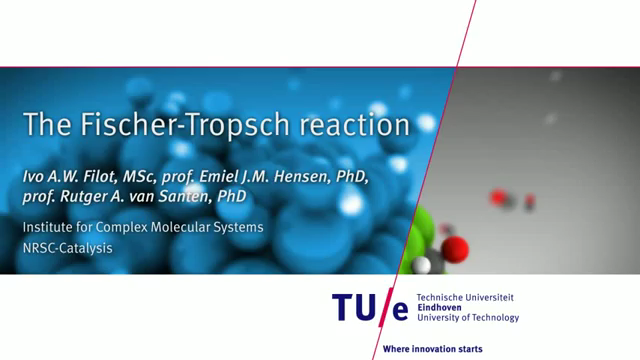 The Fischer-Tropsch reaction
Ivo A.W. Filot, MSc, prof. Emiel J.M. Hensen, PhD,
prof. Rutger A. van Santen, PhD
Institute for Complex Molecular Systems
NRSC-Catalysis
TU/e
Technische Universiteit
Eindhoven
University of Technology
Where innovation starts